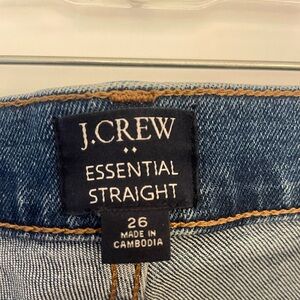 J.CREW
ESSENTIAL
STRAIGHT
26
MADE IN
CAMBODIA